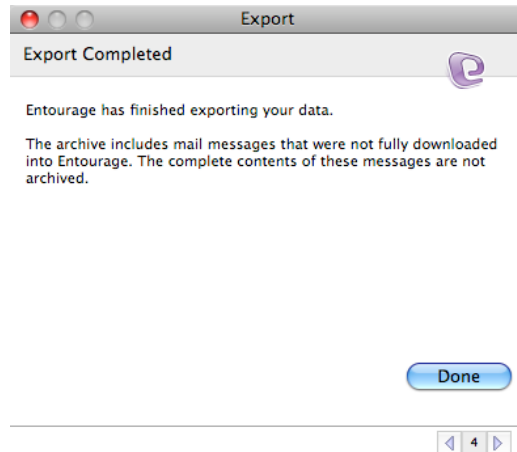 Export
Export Completed
Entourage has finished exporting your data.
The archive includes mail messages that were not fully downloaded
into Entourage. The complete contents of these messages are not
archived.
Done
4